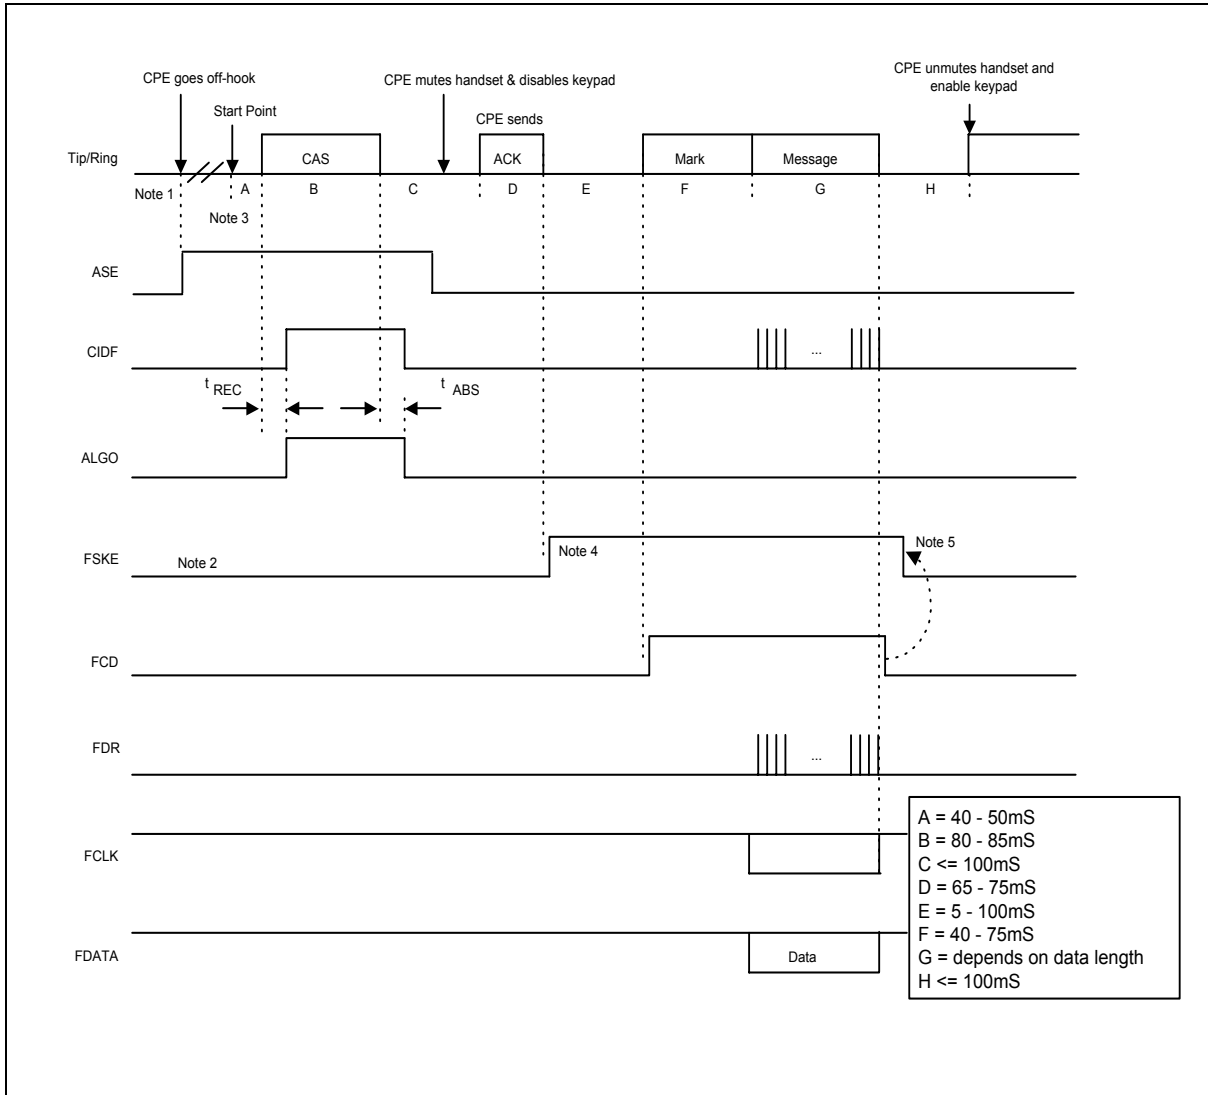 CPE goes off-hook
CPE mutes handset & disables keypad
CPE unmutes handset and
enable keypad
Start Point
CPE sends
Tip/Ring
CAS
ACK
Mark
Message
Note 1
A
B
C
D
E
F
G
H
Note 3
ASE
CIDF
...
t REC
t ABS
ALGO
FSKE
Note 2
Note 4
Note 5
FCD
FDR
...
FCLK
FDATA
Data
A = 40 - 50mS
B = 80 - 85mS
C <= 100mS
D = 65 - 75mS
E = 5 - 100mS
F = 40 - 75mS
G = depends on data length
H <= 100mS